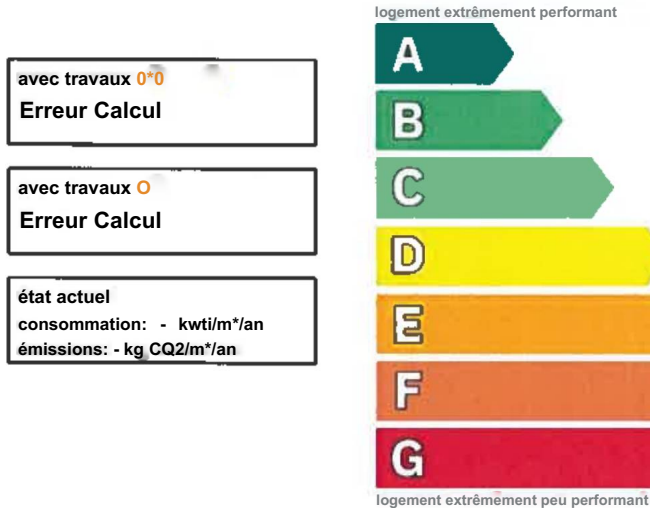 logement extrêmement performant
avec travaux 0*0
Erreur Calcul
avec travaux O
Erreur Calcul
état actuel
consommation: - kwti/m*/an
émissions: - kg CQ2/m*/an
A
B
C
D
E
F
G
logement extrêmement peu performant